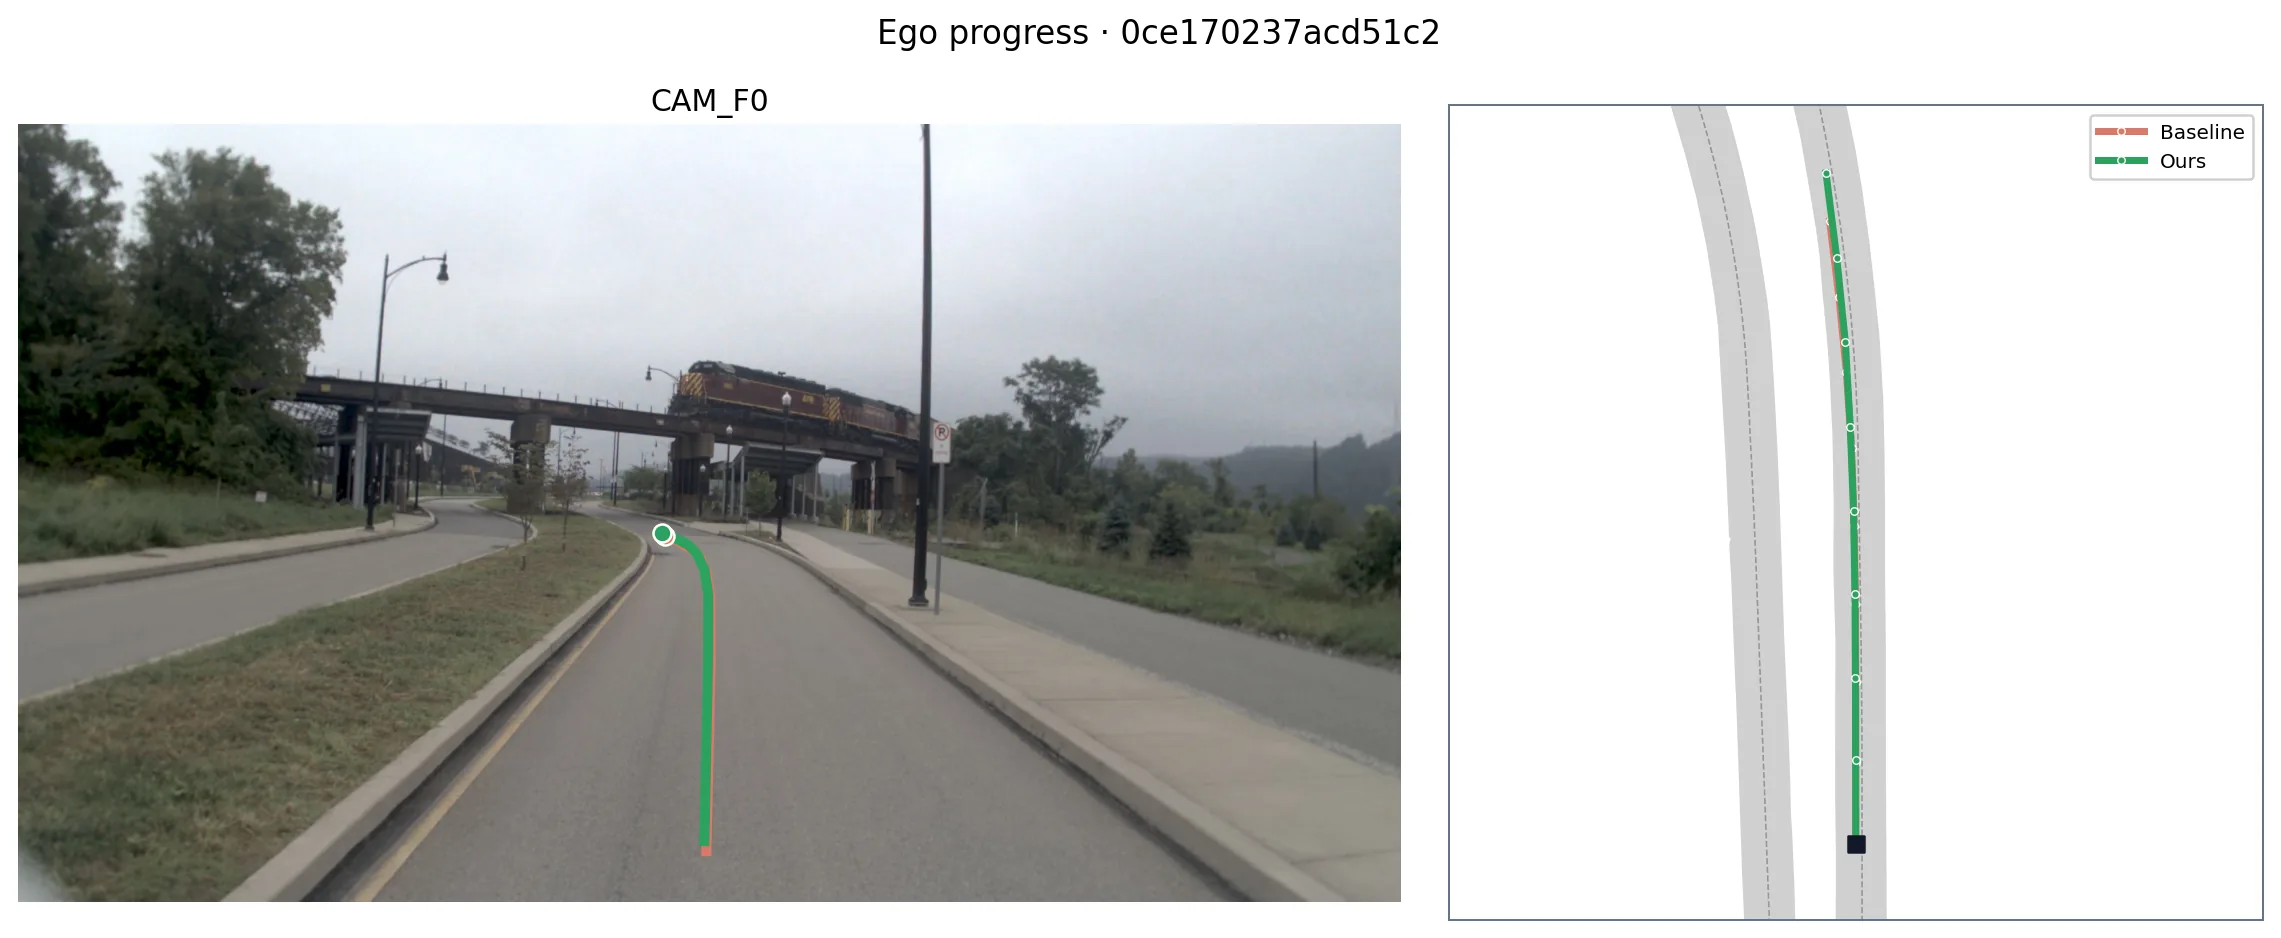 Ego progress · 0ce170237acd51c2
CAM_F0
Baseline
Ours
R